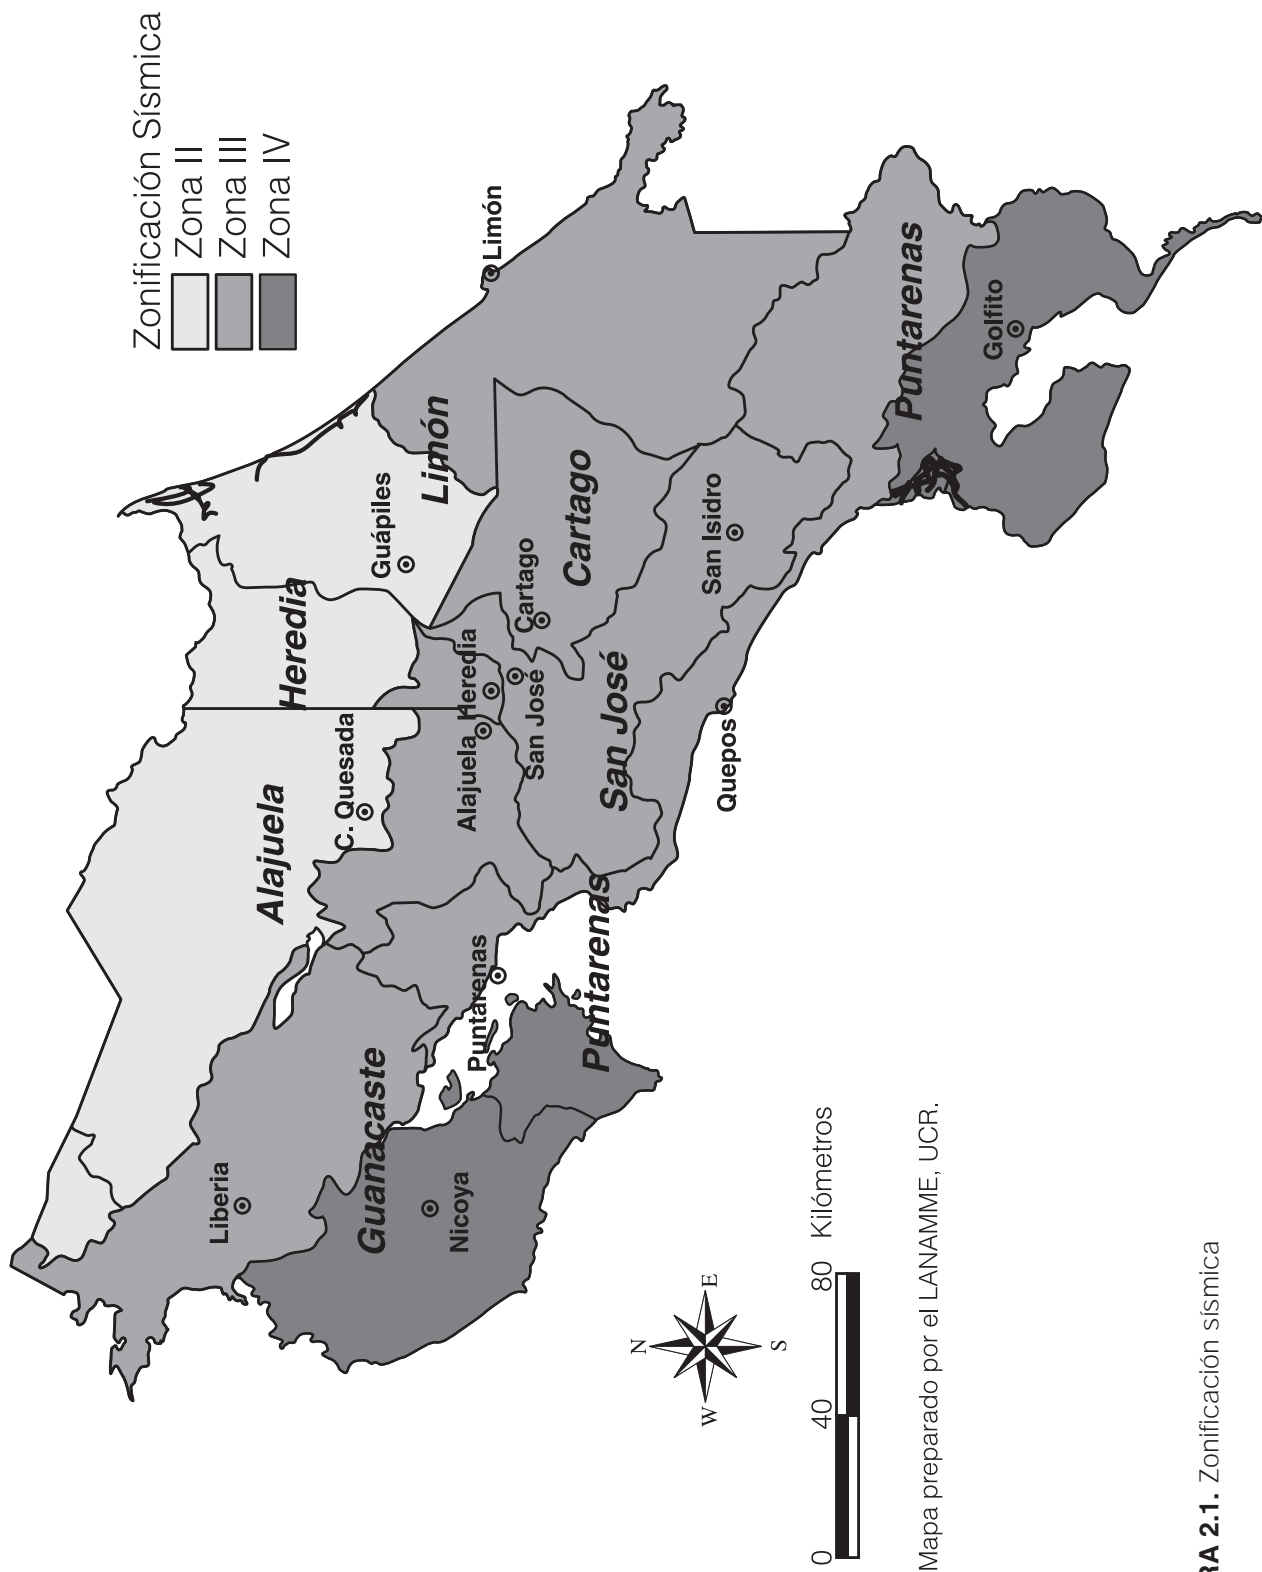 Zonificación Sísmica
Zona II
Zona III
Zona IV
Liberia
Guanacaste
Nicoya
Alajuela
C. Quesada
Heredia
Guápiles
Limón
Limón
Puntarenas
Alajuela
Heredia
San José
Cartago
Cartago
Puntarenas
San José
San Isidro
Quepos
Puntarenas
Golfito
N
W
E
S
0 40 80 Kilómetros
Mapa preparado por el LANAMME, UCR.
2.1. Zonificación sísmica